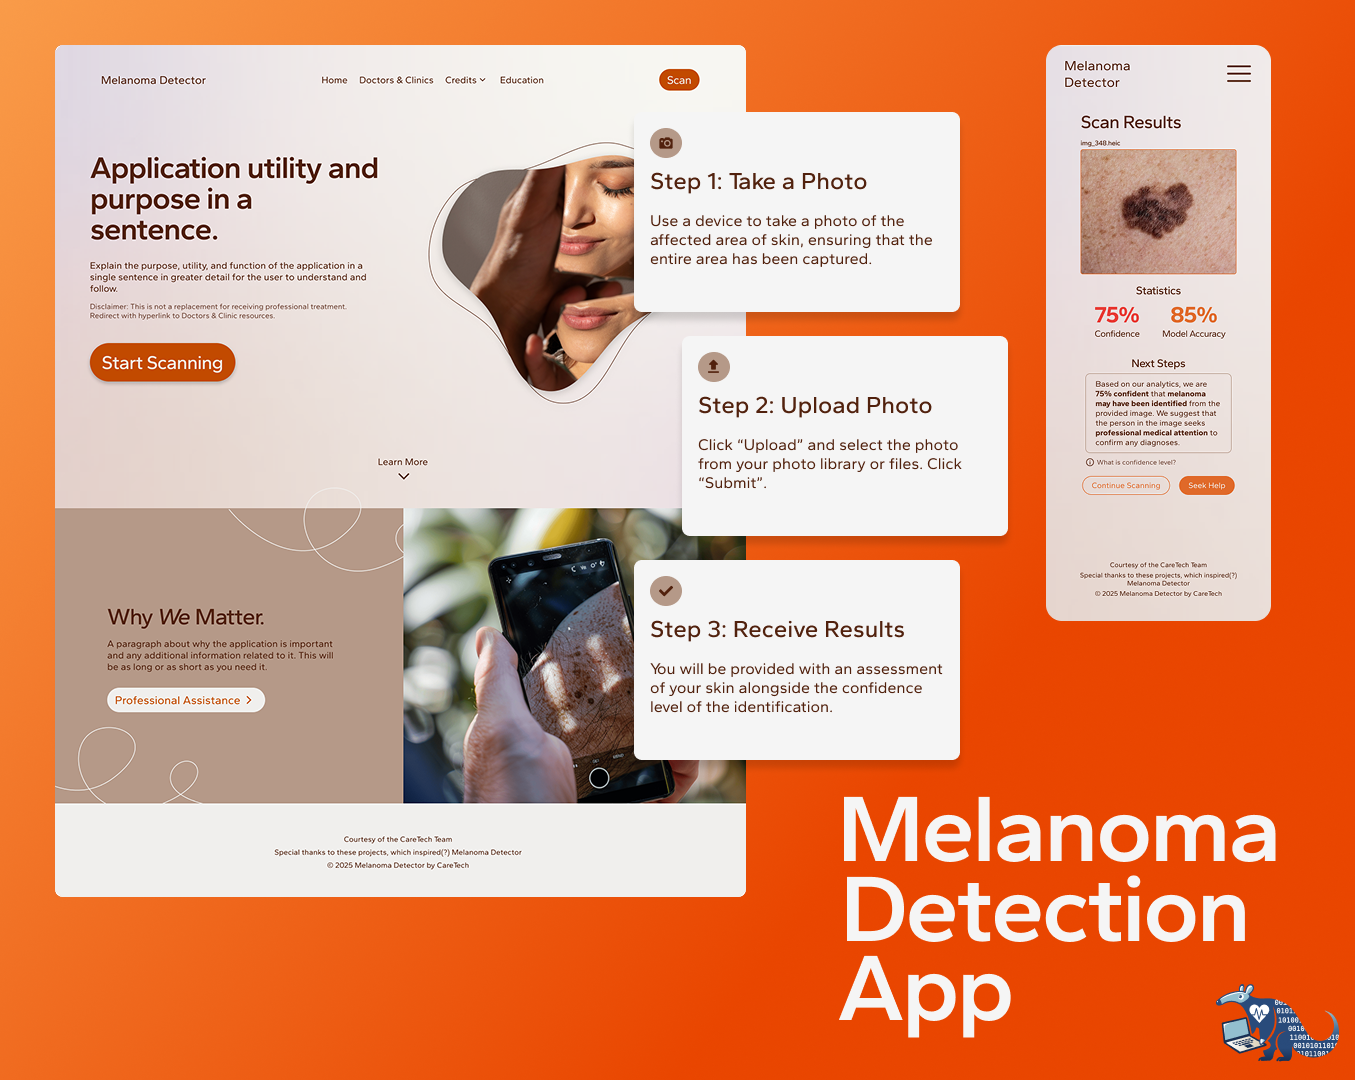 Melanoma Detector
Home
Doctors & Clinics
Credits
Education
Scan
Application utility and
purpose in a
sentence.
Explain the purpose, utility, and function of the application in a
single sentence in greater detail for the user to understand and
follow.
Disclaimer: This is not a replacement for receiving professional treatment.
Redirect with hyperlink to Doctors & Clinic resources.
Start Scanning
Learn More
Why We Matter.
A paragraph about why the application is important
and any additional information related to it. This will
be as long or as short as you need it.
Professional Assistance
Courtesy of the CareTech Team
Special thanks to these projects, which inspired(?) Melanoma Detector
© 2025 Melanoma Detector by CareTech
Step 1: Take a Photo
Use a device to take a photo of the
affected area of skin, ensuring that the
entire area has been captured.
Step 2: Upload Photo
Click “Upload” and select the photo
from your photo library or files. Click
“Submit”.
Step 3: Receive Results
You will be provided with an assessment
of your skin alongside the confidence
level of the identification.
Melanoma
Detector
Scan Results
img_348.heic
Statistics
75%
Confidence
85%
Model Accuracy
Next Steps
Based on our analytics, we are
75% confident that melanoma
may have been identified from the
provided image. We suggest that
the person in the image seeks
professional medical attention to
confirm any diagnoses.
What is confidence level?
Continue Scanning
Seek Help
Courtesy of the CareTech Team
Special thanks to these projects, which inspired(?)
Melanoma Detector
© 2025 Melanoma Detector by CareTech
Melanoma
Detection
App